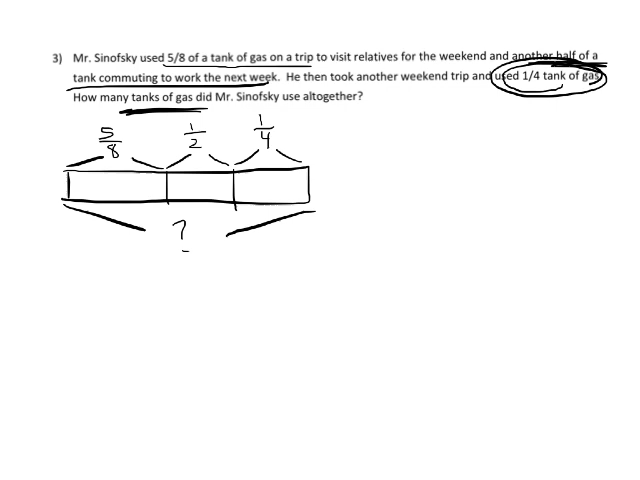 3) Mr. Sinofsky used 5/8 of a tank of gas on a trip to visit relatives for the weekend and another half of a
tank commuting to work the next week. He then took another weekend trip and used 1/4 tank of gas.
How many tanks of gas did Mr. Sinofsky use altogether?
5/8 1/2 1/4
?